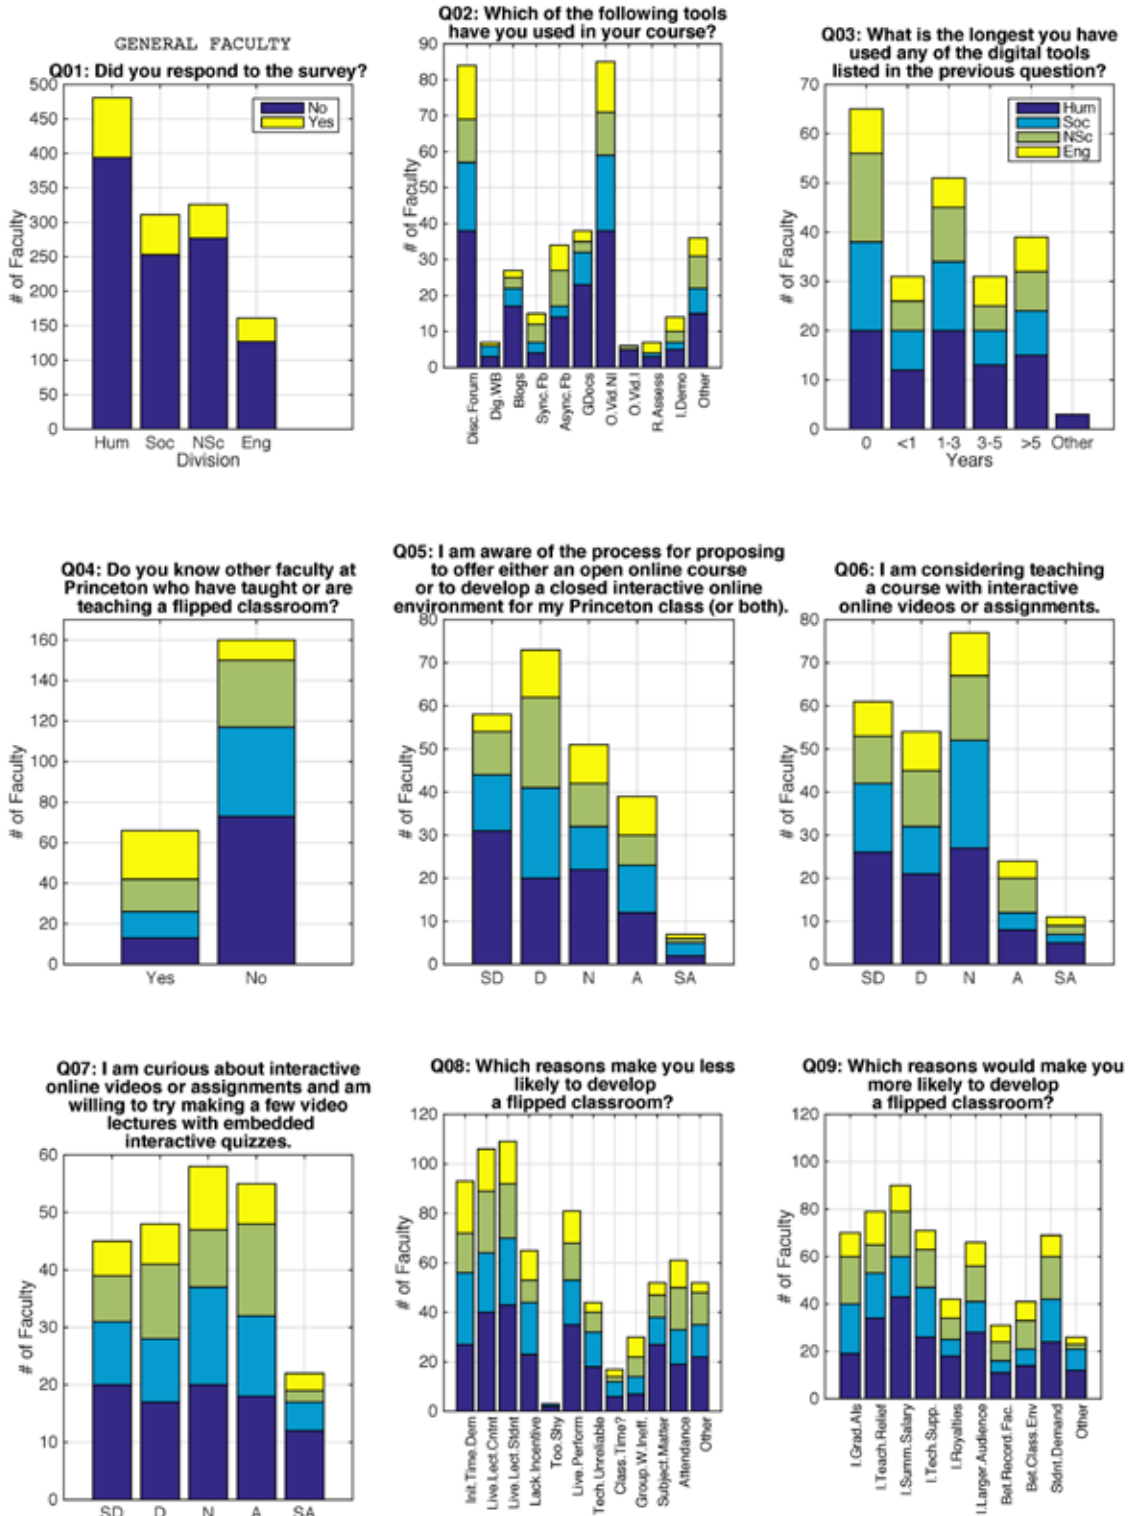 GENERAL FACULTY
Q01: Did you respond to the survey?
500
450
400
350
300
250
200
150
100
50
0
# of Faculty
No
Yes
Hum Soc NSc Eng
Division
Q02: Which of the following tools
have you used in your course?
90
80
70
60
50
40
30
20
10
0
# of Faculty
Disc.Forum
Dig.WB
Blogs
Sync.Fb
Async.Fb
GDocs
O.Vid.NI
O.Vid.I
R.Assess
I.Demo
Other
Q03: What is the longest you have
used any of the digital tools
listed in the previous question?
70
60
50
40
30
20
10
0
# of Faculty
Hum
Soc
NSc
Eng
0 <1 1-3 3-5 >5 Other
Years
Q04: Do you know other faculty at
Princeton who have taught or are
teaching a flipped classroom?
160
140
120
100
80
60
40
20
0
# of Faculty
Yes No
Q05: I am aware of the process for proposing
to offer either an open online course
or to develop a closed interactive online
environment for my Princeton class (or both).
80
70
60
50
40
30
20
10
0
# of Faculty
SD D N A SA
Q06: I am considering teaching
a course with interactive
online videos or assignments.
80
70
60
50
40
30
20
10
0
# of Faculty
SD D N A SA
Q07: I am curious about interactive
online videos or assignments and am
willing to try making a few video
lectures with embedded
interactive quizzes.
60
50
40
30
20
10
0
# of Faculty
SD D N A SA
Q08: Which reasons make you less
likely to develop
a flipped classroom?
120
100
80
60
40
20
0
# of Faculty
Init.Time.Dem
Live.Lect.Cntnt
Live.Lect.Stdnt
Lack.Incentive
Too.Shy
Live.Perform
Tech.Unreliable
Class.Time?
Group.W.Ineff.
Subject.Matter
Attendance
Other
Q09: Which reasons would make you
more likely to develop
a flipped classroom?
120
100
80
60
40
20
0
# of Faculty
I.Grad.AIs
I.Teach.Relief
I.Summ.Salary
I.Tech.Supp.
I.Royalties
I.Larger.Audience
Bet.Record.Fac.
Bet.Class.Env
Stdnt.Demand
Other